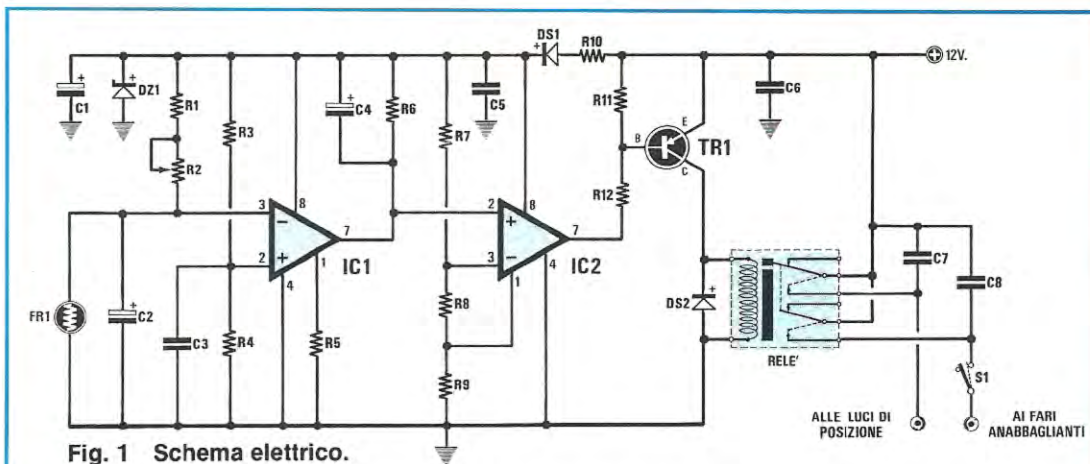 DS1
R10
12V.
C1
DZ1
R1
C4
R6
C5
R11
C6
E
R3
R7
B
TR1
R2
C
R12
3
8
2
8
7
7
2
IC1
3
IC2
1
4
1
4
C7
C8
DS2
FR1
C2
C3
R4
R5
R8
R9
RELE'
S1
ALLE LUCI DI
POSIZIONE
AI FARI
ANABBAGLIANTI
Fig. 1 Schema elettrico.